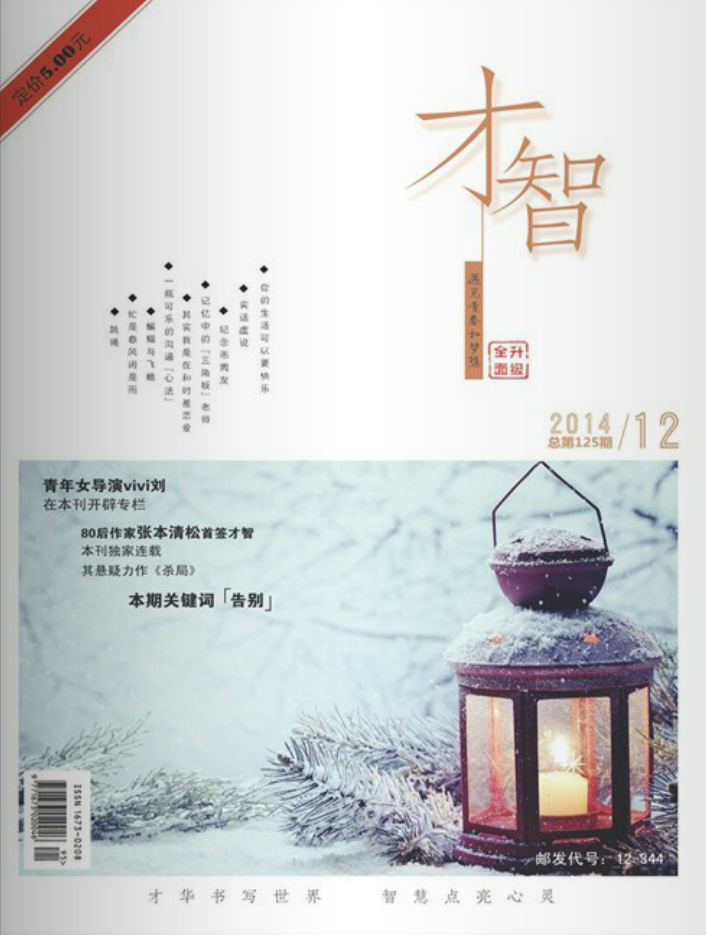 定价5.00元
才智
遇见青春和梦想
全面升级
2014/12
总第125期
你的生活可以更快乐
实话虚说
纪念币男友
记忆中的「三角板」老师
其实我是在和时差恋爱
一瓶可乐的沟通「心法」
蝙蝠与飞蛾
忙是春风闲是雨
跳绳
青年女导演vivi刘
在本刊开辟专栏
80后作家张本清松首签才智
本刊独家连载
其悬疑力作《杀局》
本期关键词「告别」
ISSN 1673-0208
95>
邮发代号：12-344
才华书写世界 智慧点亮心灵